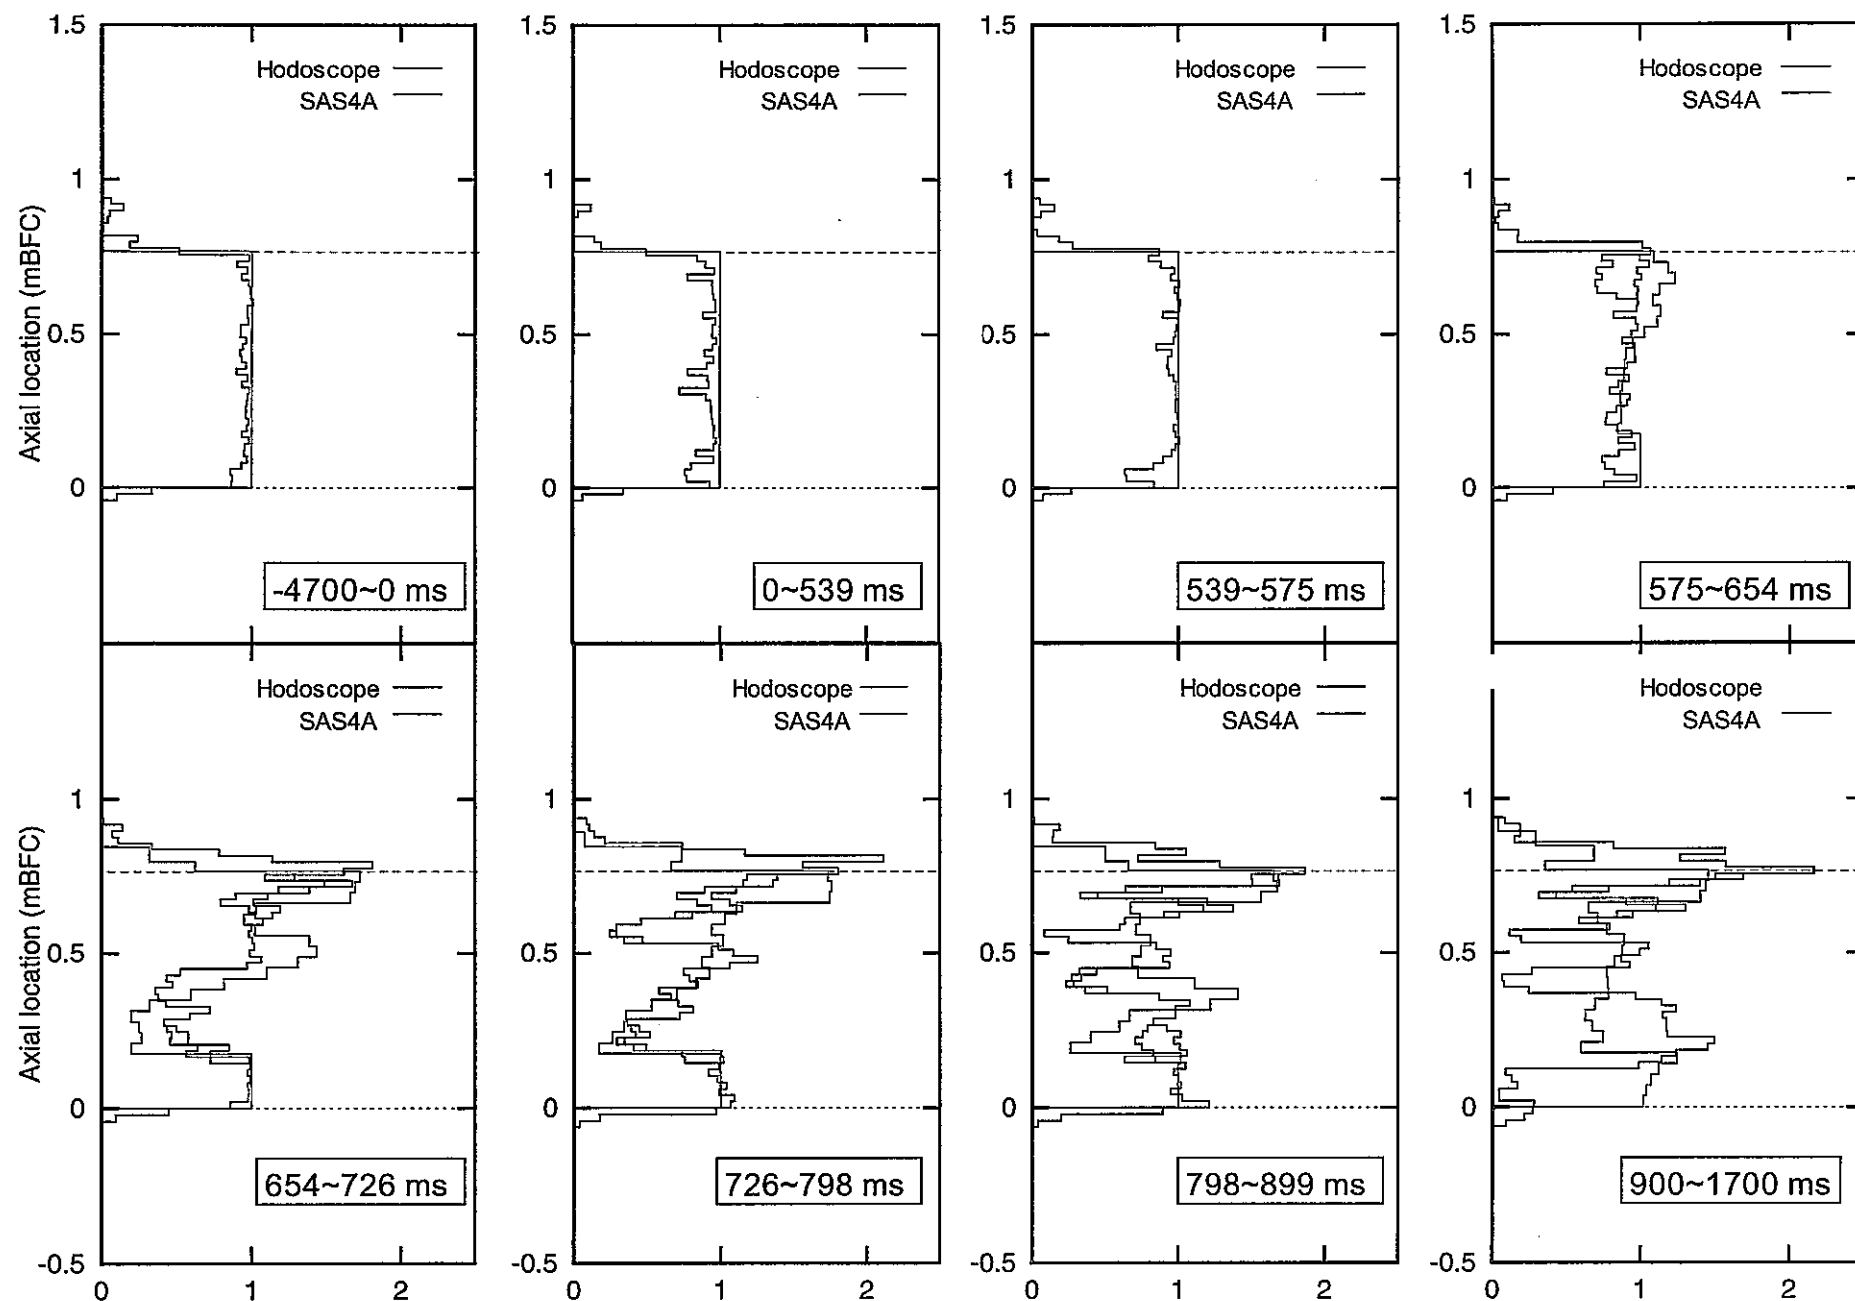 1.5
Hodoscope
SAS4A
1
0.5
0
Axial location (mBFC)
-4700~0 ms
1.5
Hodoscope
SAS4A
1
0.5
0
0~539 ms
1.5
Hodoscope
SAS4A
1
0.5
0
539~575 ms
1.5
Hodoscope
SAS4A
1
0.5
0
575~654 ms
Hodoscope
SAS4A
1
0.5
0
-0.5
Axial location (mBFC)
654~726 ms
0 1 2
Hodoscope
SAS4A
1
0.5
0
-0.5
726~798 ms
0 1 2
Hodoscope
SAS4A
1
0.5
0
-0.5
798~899 ms
0 1 2
Hodoscope
SAS4A
1
0.5
0
-0.5
900~1700 ms
0 1 2